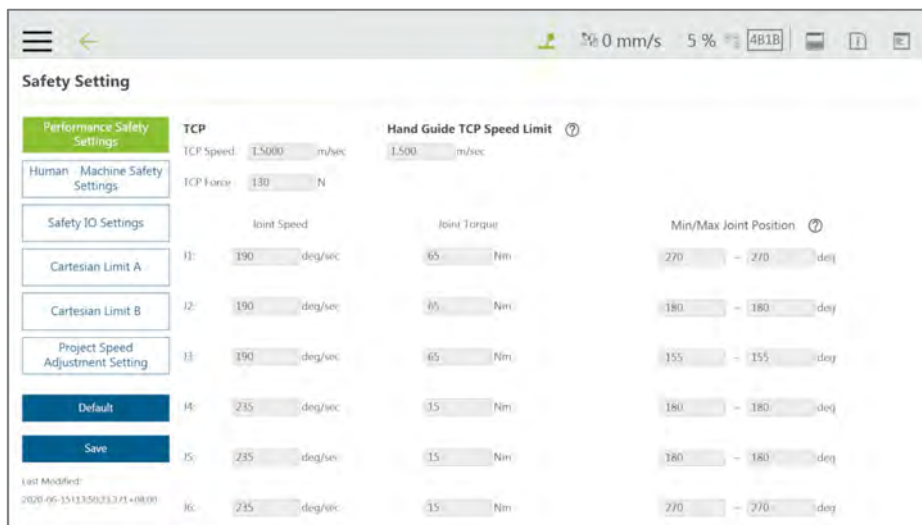 0 mm/s 5 % 4B1B
Safety Setting
Performance Safety
Settings
TCP
Hand Guide TCP Speed Limit ?
TCP Speed: 1.5000 m/sec
1.500 m/sec
Human - Machine Safety
Settings
TCP Force: 130 N
Safety IO Settings
Joint Speed
Joint Torque
Min/Max Joint Position ?
Cartesian Limit A
J1: 190 deg/sec 65 Nm 270 ~ 270 deg
Cartesian Limit B
J2: 190 deg/sec 65 Nm 180 ~ 180 deg
Project Speed
Adjustment Setting
J3: 190 deg/sec 65 Nm 155 ~ 155 deg
Default
J4: 235 deg/sec 15 Nm 180 ~ 180 deg
Save
J5: 235 deg/sec 15 Nm 180 ~ 180 deg
Last Modified:
J6: 235 deg/sec 15 Nm 270 ~ 270 deg